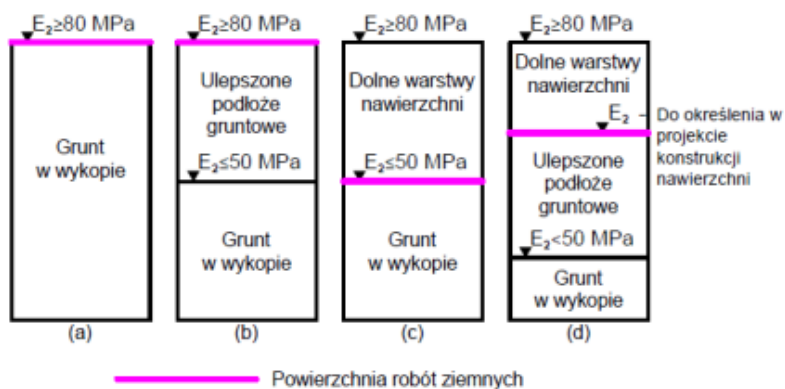 E₂≥80 MPa
Grunt
w wykopie
(a)
E₂≥80 MPa
Ulepszone
podłoże
gruntowe
E₂≤50 MPa
Grunt
w wykopie
(b)
E₂≥80 MPa
Dolne warstwy
nawierzchni
E₂≤50 MPa
Grunt
w wykopie
(c)
E₂≥80 MPa
Dolne warstwy
nawierzchni
E₂
Do określenia w
projekcie
konstrukcji
nawierzchni
Ulepszone
podłoże
gruntowe
E₂<50 MPa
Grunt
w wykopie
(d)
Powierzchnia robót ziemnych